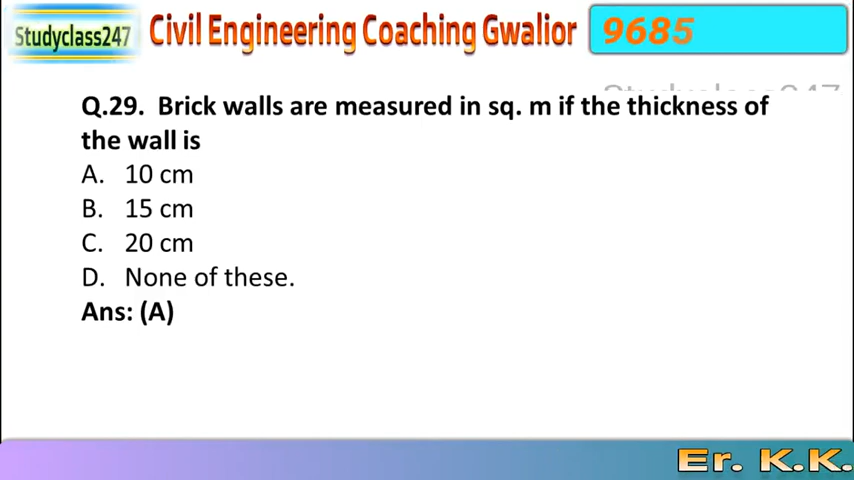 Studyclass247 Civil Engineering Coaching Gwalior 9685
Q.29. Brick walls are measured in sq. m if the thickness of
the wall is
A. 10 cm
B. 15 cm
C. 20 cm
D. None of these.
Ans: (A)
Er. K.K.